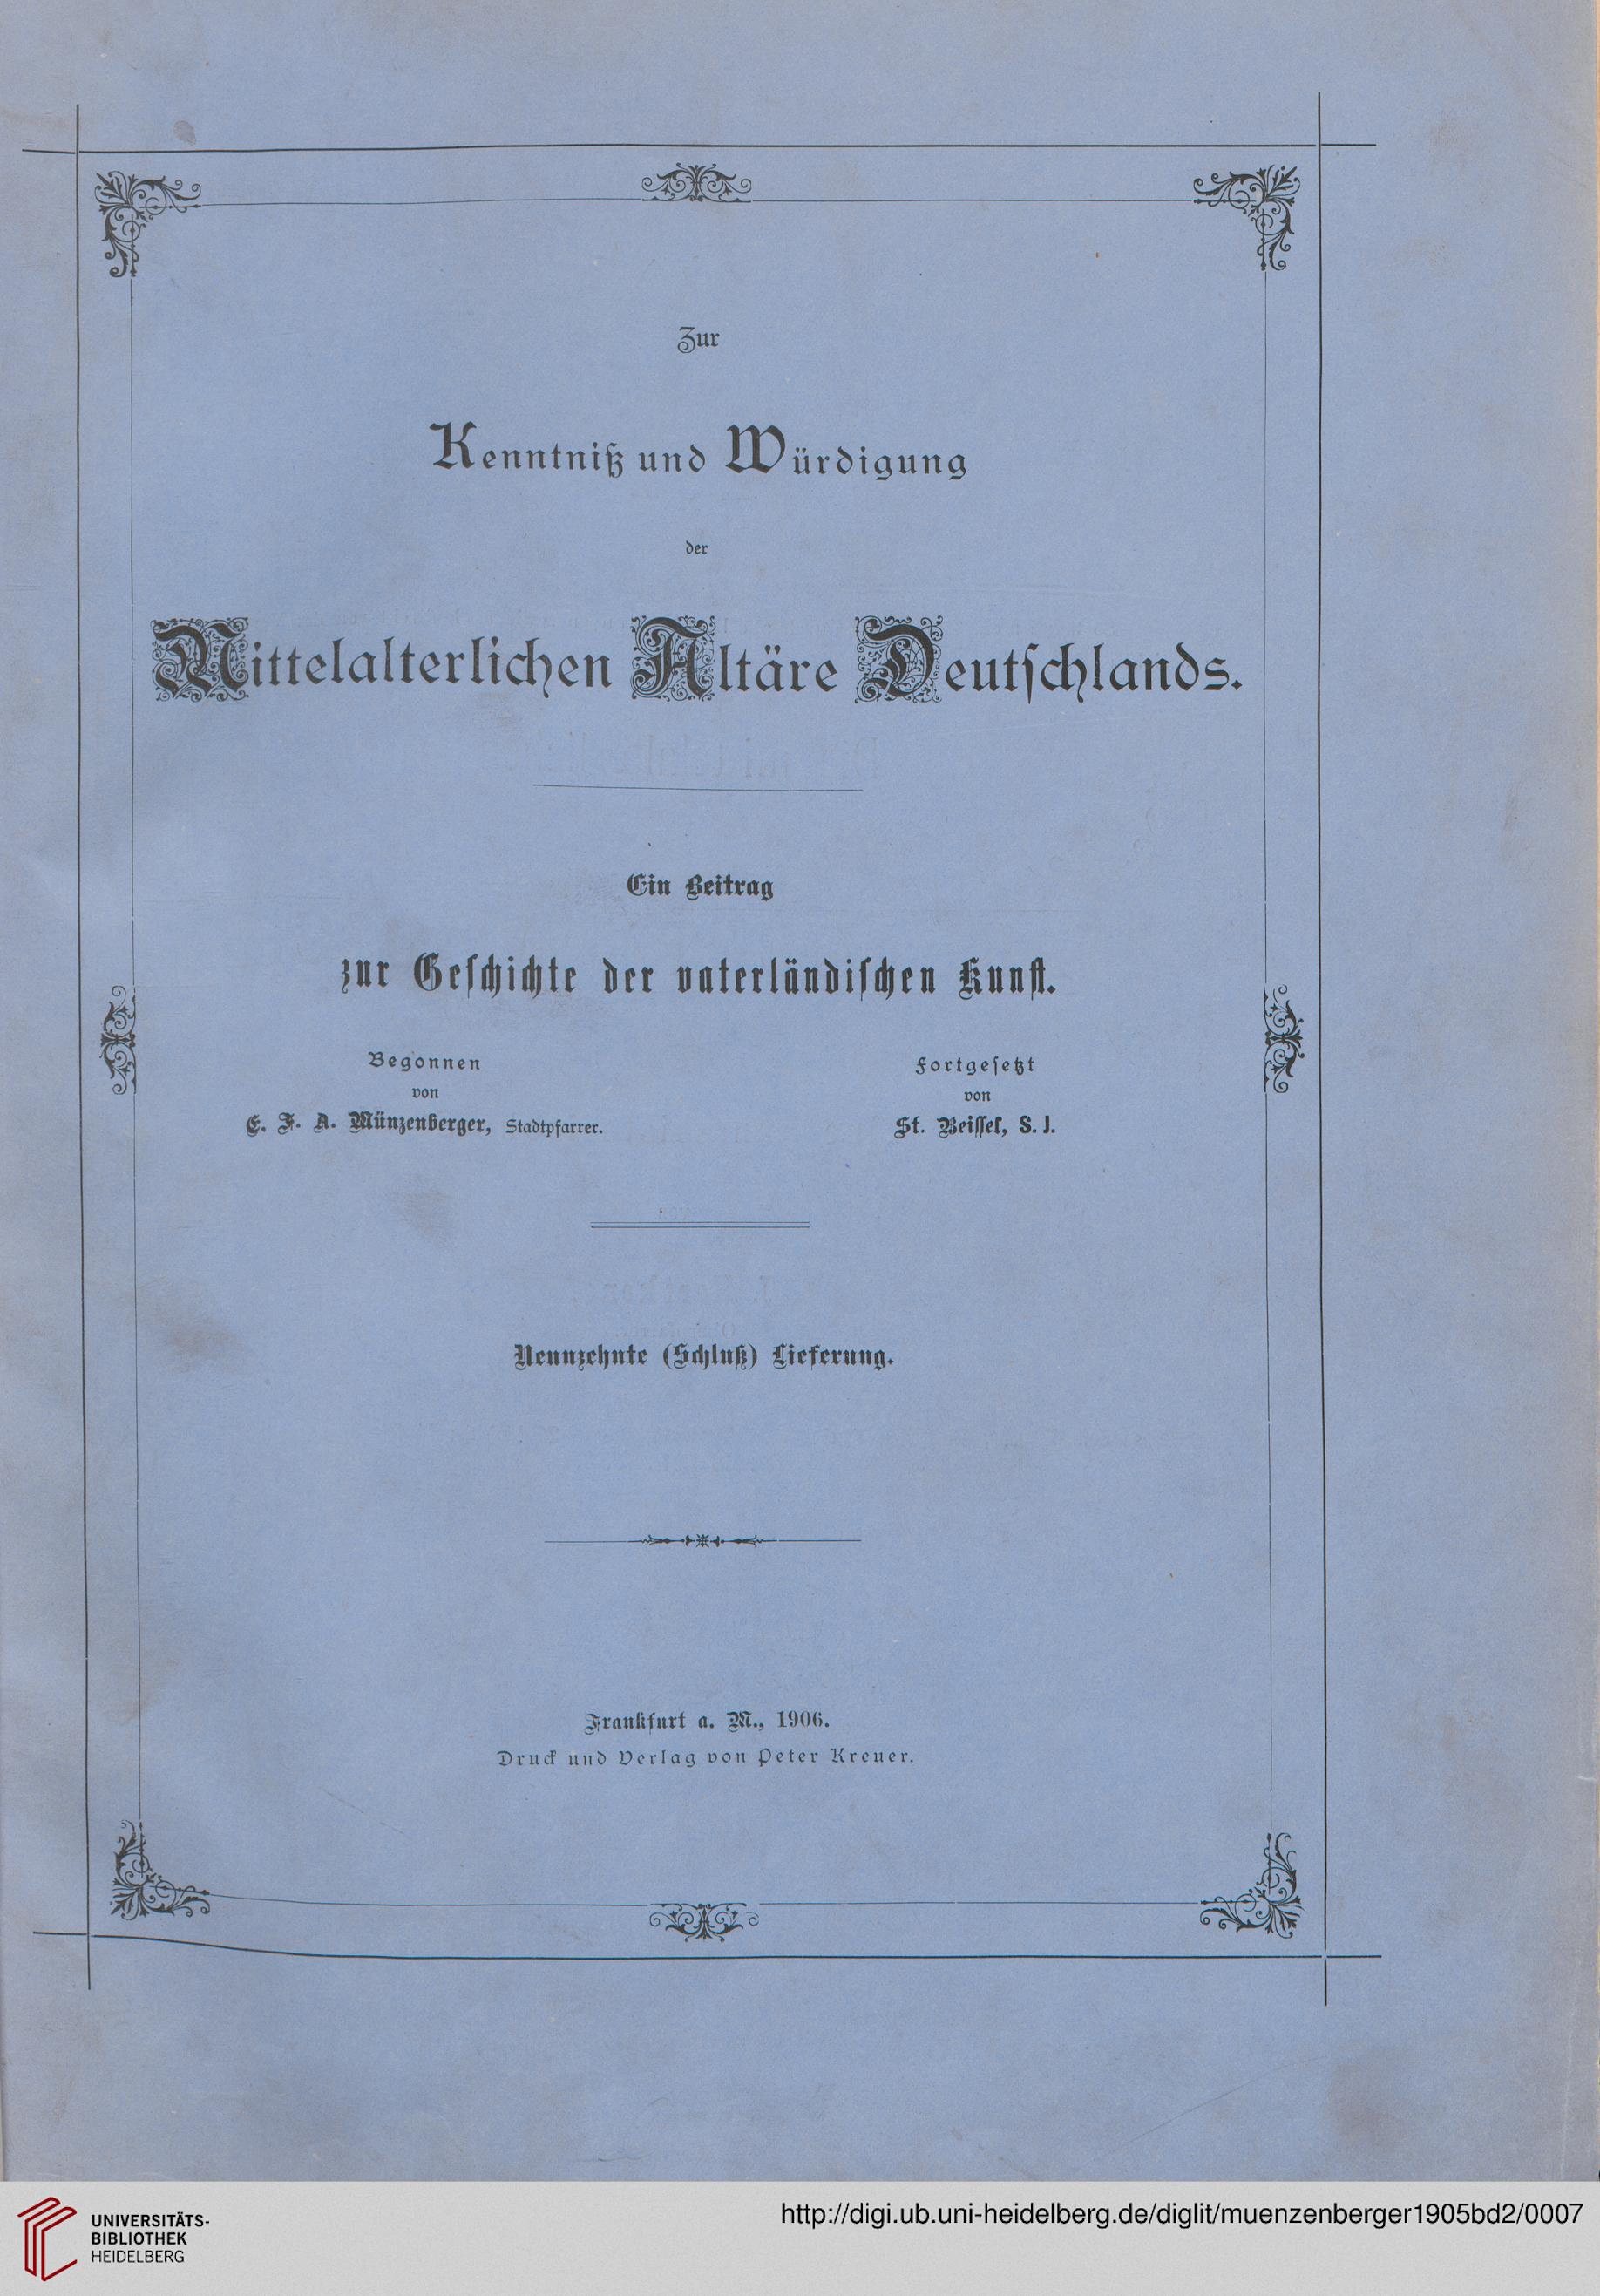 Zur
Kenntniß und Würdigung
der
Mittelalterlichen Altäre Deutſchlands.
Ein Beitrag
zur Geſchichte der vaterländiſchen Kunſt.
Begonnen
von
E. F. A. Münzenberger, Stadtpfarrer.
Fortgeſetzt
von
St. Beiſſel, S. J.
Neunzehnte (Schluß) Lieferung.
Frankfurt a. M., 1906.
Druck und Verlag von Peter Kreuer.
UNIVERSITÄTS-
BIBLIOTHEK
HEIDELBERG
http://digi.ub.uni-heidelberg.de/diglit/muenzenberger1905bd2/0007